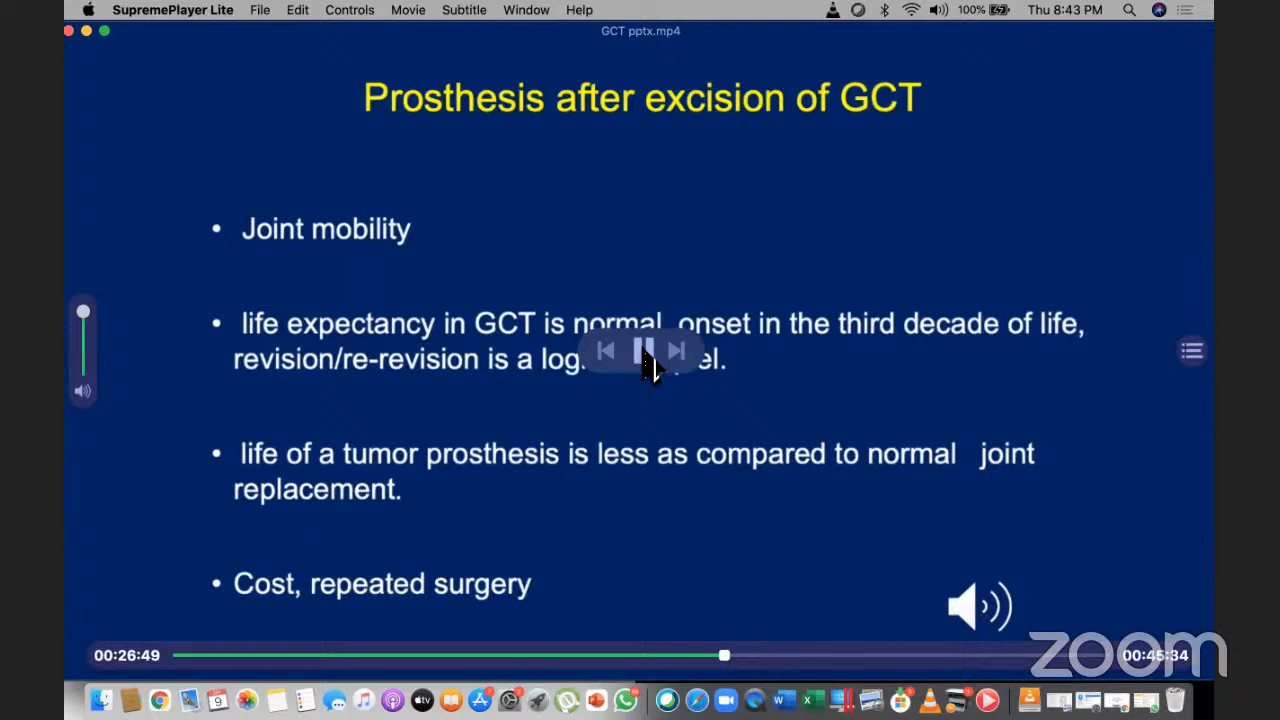 SupremePlayer Lite File Edit Controls Movie Subtitle Window Help 100% Thu 8:43 PM
GCT pptx.mp4
Prosthesis after excision of GCT
• Joint mobility
• life expectancy in GCT is normal, onset in the third decade of life,
revision/re-revision is a
• life of a tumor prosthesis is less as compared to normal joint
replacement.
• Cost, repeated surgery
00:26:49 00:45:34
zoom